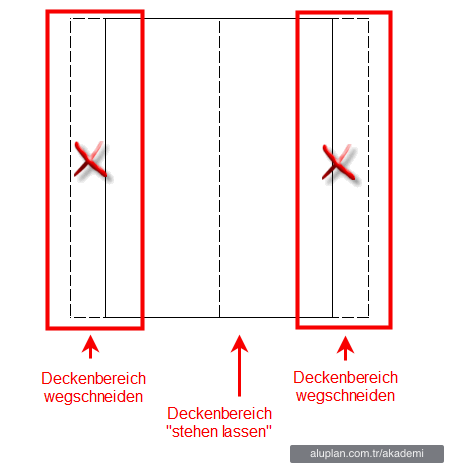 Deckenbereich
wegschneiden
Deckenbereich
"stehen lassen"
Deckenbereich
wegschneiden
aluplan.com.tr/akademi